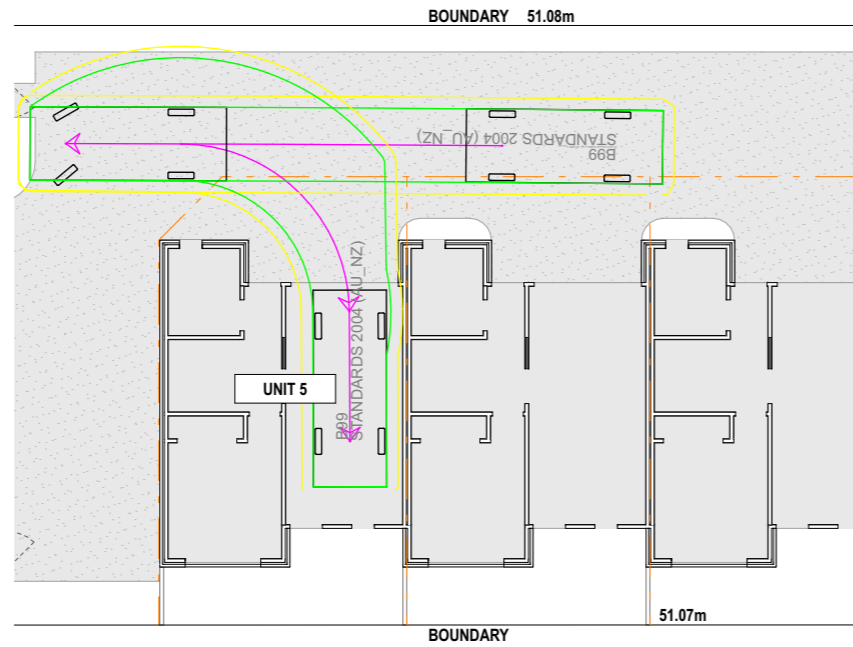 BOUNDARY 51.08m
STANDARDS 2004 (AU_NZ)
B99
UNIT 5
B99
STANDARDS 2004 (AU_NZ)
51.07m
BOUNDARY